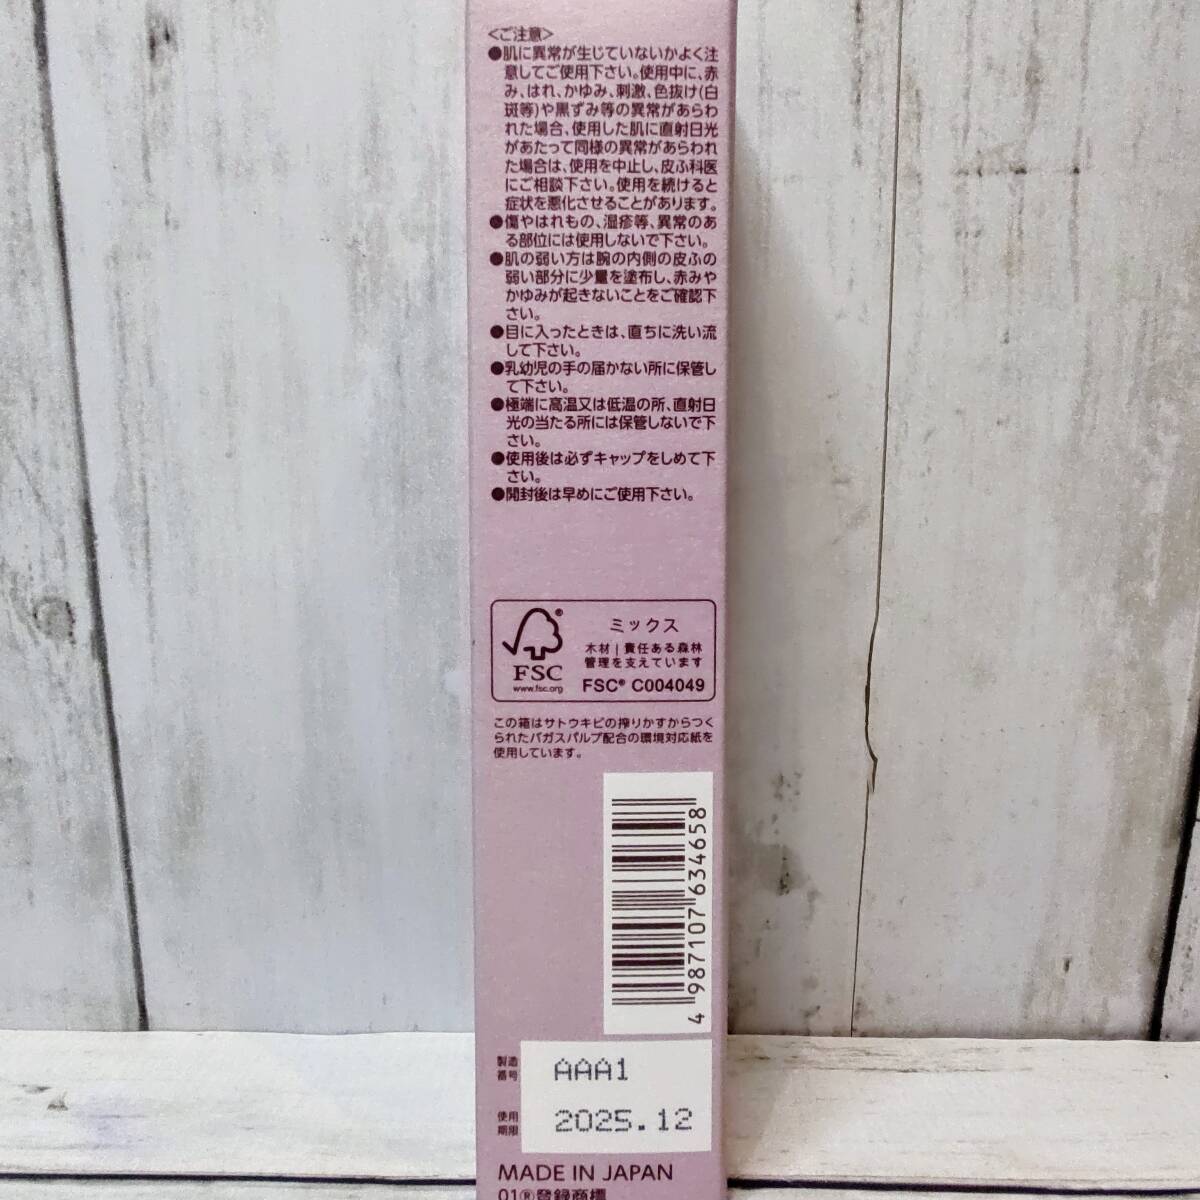 <ご注意>
●肌に異常が生じていないかよく注
意してご使用下さい。使用中に、赤
み、はれ、かゆみ、刺激、色抜け(白
斑等)や黒ずみ等の異常があらわ
れた場合、使用した肌に直射日光
があたって同様の異常があらわれ
た場合は、使用を中止し、皮ふ科医
にご相談下さい。使用を続けると
症状を悪化させることがあります。
●傷やはれもの、湿疹等、異常のあ
る部位には使用しないで下さい。
●肌の弱い方は腕の内側の皮ふの
弱い部分に少量を塗布し、赤みや
かゆみが起きないことをご確認下
さい。
●目に入ったときは、直ちに洗い流
して下さい。
●乳幼児の手の届かない所に保管し
て下さい。
●極端に高温又は低温の所、直射日
光の当たる所には保管しないで下
さい。
●使用後は必ずキャップをしめて下
さい。
●開封後は早めにご使用下さい。
®
FSC
www.fsc.org
ミックス
木材|責任ある森林
管理を支えています
FSC® C004049
この箱はサトウキビの搾りかすからつく
られたバガスパルプ配合の環境対応紙を
使用しています。
4 987107 634658
製造
番号
AAA1
使用
期限
2025.12
MADE IN JAPAN
01®登録商標